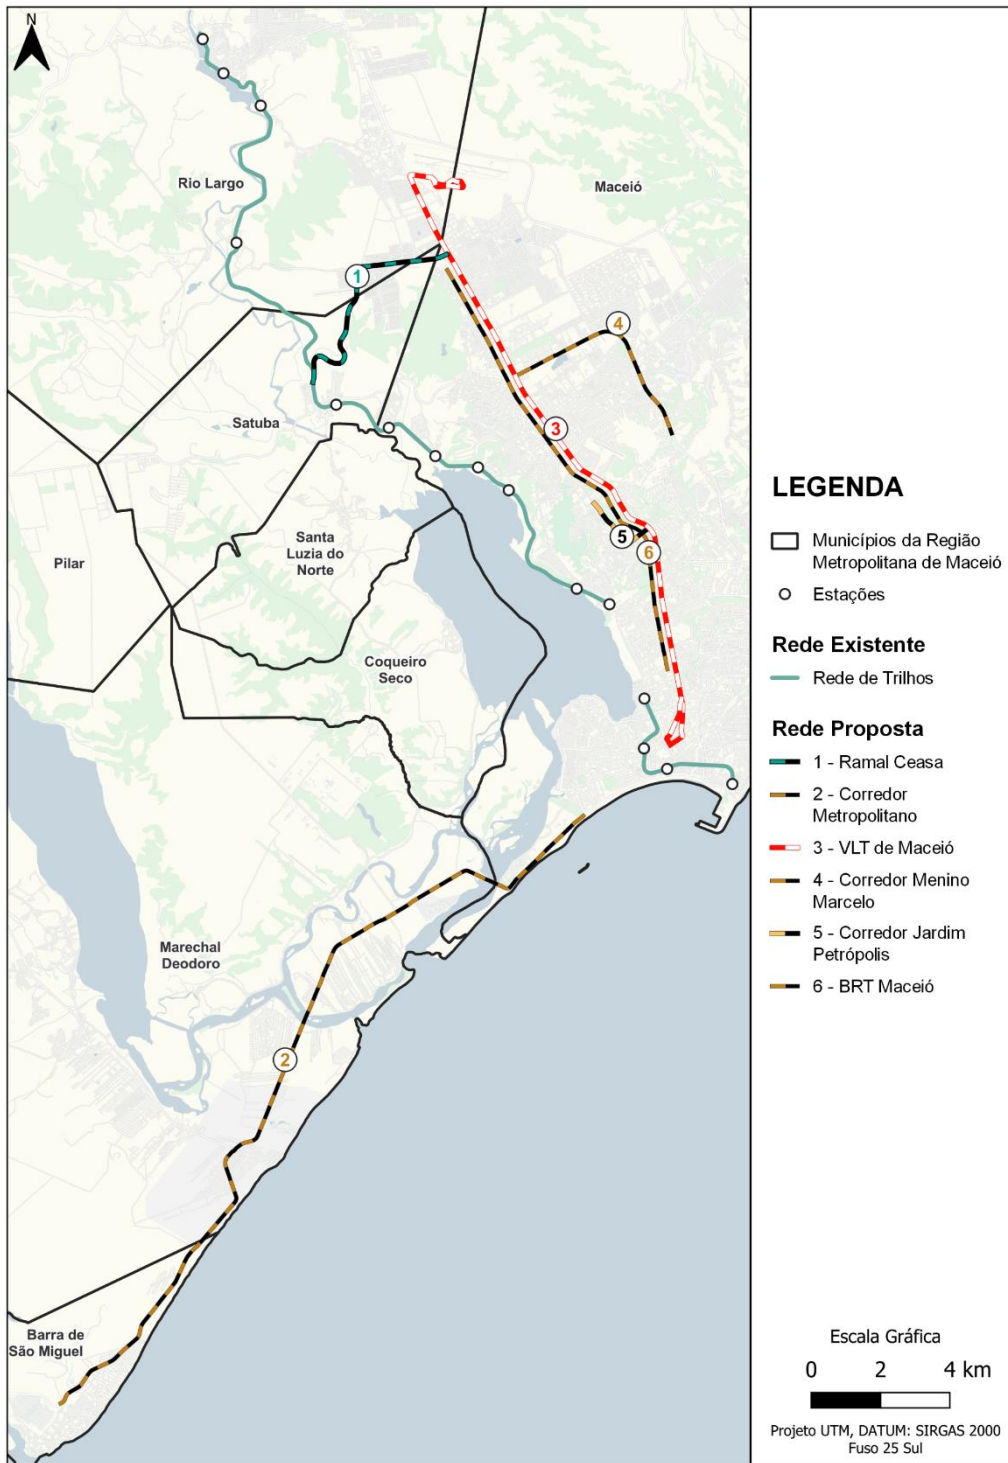 N
Rio Largo
Maceió
1
4
3
Satuba
5
6
Santa
Luzia do
Norte
Pilar
Coqueiro
Seco
Marechal
Deodoro
2
Barra de
São Miguel
LEGENDA
Municípios da Região
Metropolitana de Maceió
Estações
Rede Existente
Rede de Trilhos
Rede Proposta
1 - Ramal Ceasa
2 - Corredor
Metropolitano
3 - VLT de Maceió
4 - Corredor Menino
Marcelo
5 - Corredor Jardim
Petrópolis
6 - BRT Maceió
Escala Gráfica
0 2 4 km
Projeto UTM, DATUM: SIRGAS 2000
Fuso 25 Sul